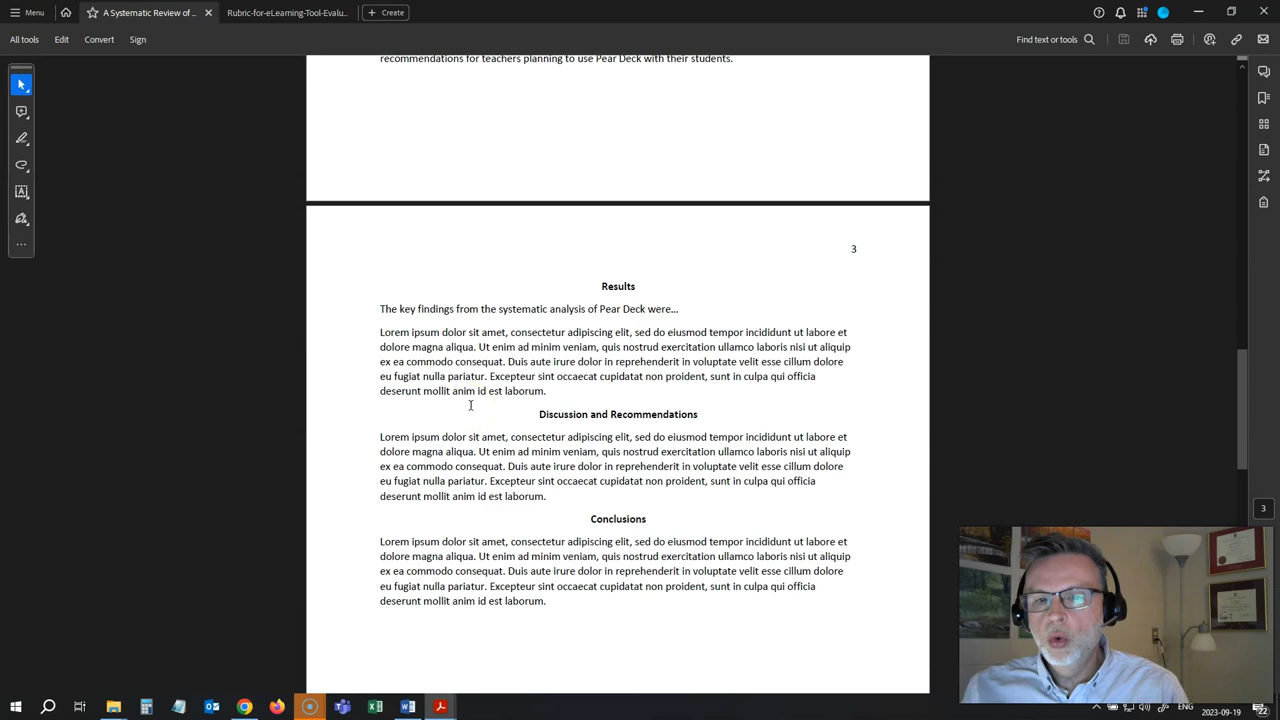 Menu
A Systematic Review of ...
Rubric-for-eLearning-Tool-Evalu...
Create
All tools
Edit
Convert
Sign
Find text or tools
recommendations for teachers planning to use Pear Deck with their students.
3
Results
The key findings from the systematic analysis of Pear Deck were…
Lorem ipsum dolor sit amet, consectetur adipiscing elit, sed do eiusmod tempor incididunt ut labore et
dolore magna aliqua. Ut enim ad minim veniam, quis nostrud exercitation ullamco laboris nisi ut aliquip
ex ea commodo consequat. Duis aute irure dolor in reprehenderit in voluptate velit esse cillum dolore
eu fugiat nulla pariatur. Excepteur sint occaecat cupidatat non proident, sunt in culpa qui officia
deserunt mollit anim id est laborum.
Discussion and Recommendations
Lorem ipsum dolor sit amet, consectetur adipiscing elit, sed do eiusmod tempor incididunt ut labore et
dolore magna aliqua. Ut enim ad minim veniam, quis nostrud exercitation ullamco laboris nisi ut aliquip
ex ea commodo consequat. Duis aute irure dolor in reprehenderit in voluptate velit esse cillum dolore
eu fugiat nulla pariatur. Excepteur sint occaecat cupidatat non proident, sunt in culpa qui officia
deserunt mollit anim id est laborum.
Conclusions
Lorem ipsum dolor sit amet, consectetur adipiscing elit, sed do eiusmod tempor incididunt ut labore et
dolore magna aliqua. Ut enim ad minim veniam, quis nostrud exercitation ullamco laboris nisi ut aliquip
ex ea commodo consequat. Duis aute irure dolor in reprehenderit in voluptate velit esse cillum dolore
eu fugiat nulla pariatur. Excepteur sint occaecat cupidatat non proident, sunt in culpa qui officia
deserunt mollit anim id est laborum.
3
ENG
2023-09-19
22